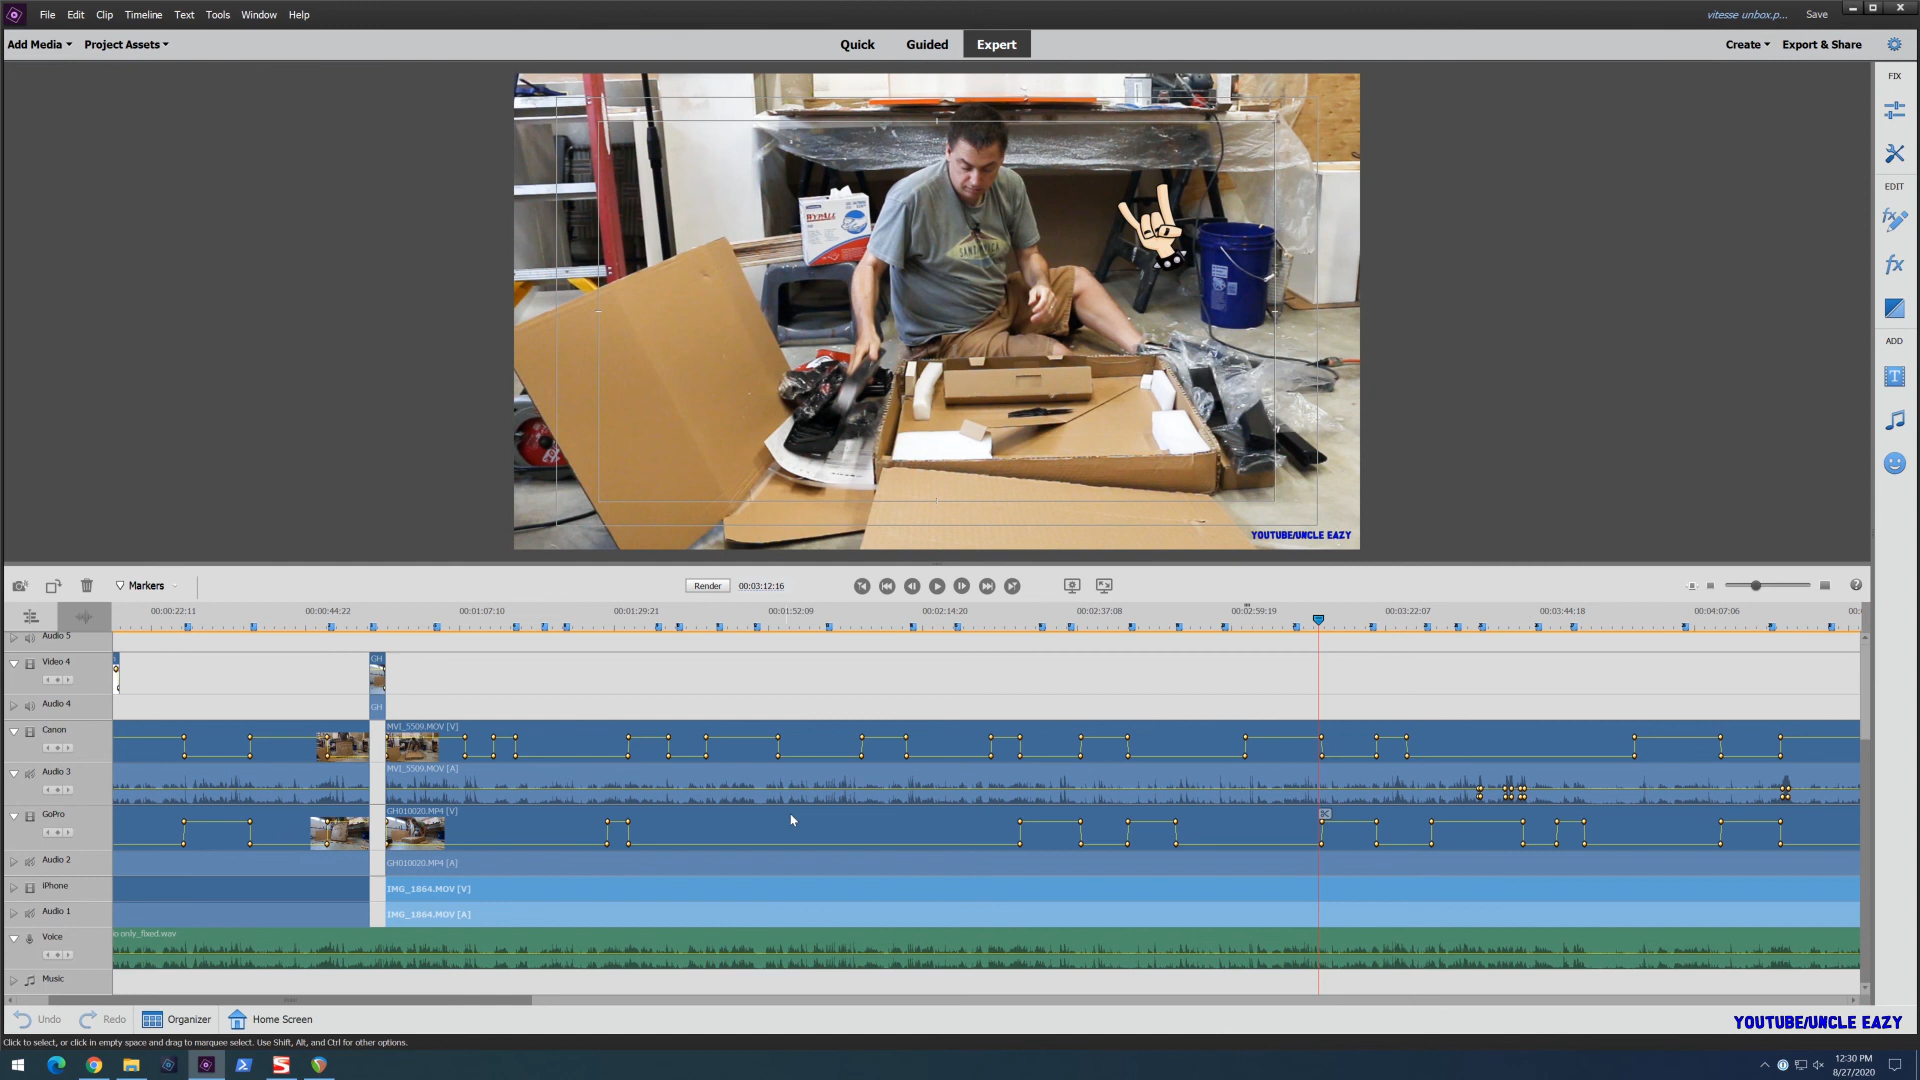 File Edit Clip Timeline Text Tools Window Help
vitesse unbox.p... Save
Add Media Project Assets
Quick Guided Expert
Create Export & Share
FIX
EDIT
ADD
WYPALL
YOUTUBE/UNCLE EAZY
Markers
Render 00:03:12:16
00:00:22:11 00:00:44:22 00:01:07:10 00:01:29:21 00:01:52:09 00:02:14:20 00:02:37:08 00:02:59:19 00:03:22:07 00:03:44:18 00:04:07:06
Audio 5
Video 4
GH
Audio 4
GH
Canon
MVI_5509.MOV [V]
Audio 3
MVI_5509.MOV [A]
GoPro
GH010020.MP4 [V]
Audio 2
GH010020.MP4 [A]
iPhone
IMG_1864.MOV [V]
Audio 1
IMG_1864.MOV [A]
Voice
io only_fixed.wav
Music
Undo Redo Organizer Home Screen
YOUTUBE/UNCLE EAZY
Click to select, or click in empty space and drag to marquee select. Use Shift, Alt, and Ctrl for other options.
12:30 PM
8/27/2020